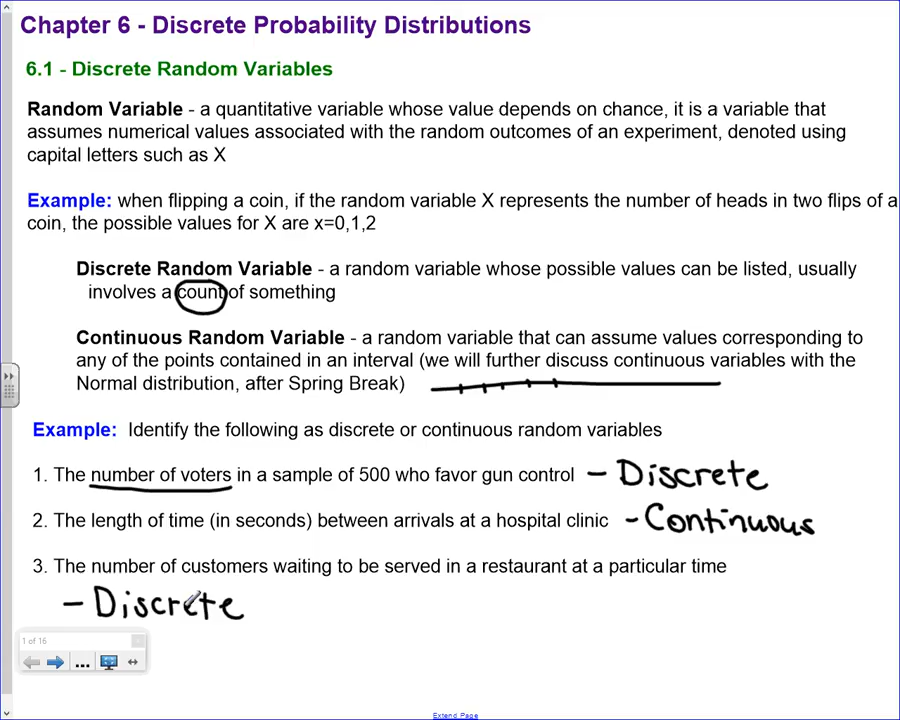 Chapter 6 - Discrete Probability Distributions
6.1 - Discrete Random Variables
Random Variable - a quantitative variable whose value depends on chance, it is a variable that
assumes numerical values associated with the random outcomes of an experiment, denoted using
capital letters such as X
Example: when flipping a coin, if the random variable X represents the number of heads in two flips of a
coin, the possible values for X are x=0,1,2
Discrete Random Variable - a random variable whose possible values can be listed, usually
involves a count of something
Continuous Random Variable - a random variable that can assume values corresponding to
any of the points contained in an interval (we will further discuss continuous variables with the
Normal distribution, after Spring Break)
Example: Identify the following as discrete or continuous random variables
1. The number of voters in a sample of 500 who favor gun control - Discrete
2. The length of time (in seconds) between arrivals at a hospital clinic - Continuous
3. The number of customers waiting to be served in a restaurant at a particular time
- Discrete
1 of 16
...
Extend Page